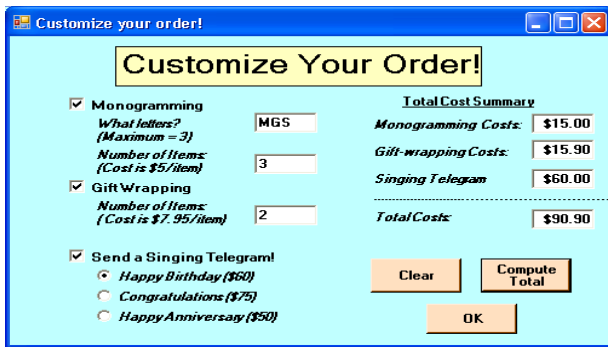 Customize your order!
Customize Your Order!
Monogramming
What letters?
(Maximum = 3)
MGS
Number of Items:
(Cost is $5/item)
3
Gift Wrapping
Number of Items:
(Cost is $7.95/item)
2
Send a Singing Telegram!
Happy Birthday ($60)
Congratulations ($75)
Happy Anniversary ($50)
Total Cost Summary
Monogramming Costs: $15.00
Gift-wrapping Costs: $15.90
Singing Telegram $60.00
Total Costs: $90.90
Clear
Compute
Total
OK